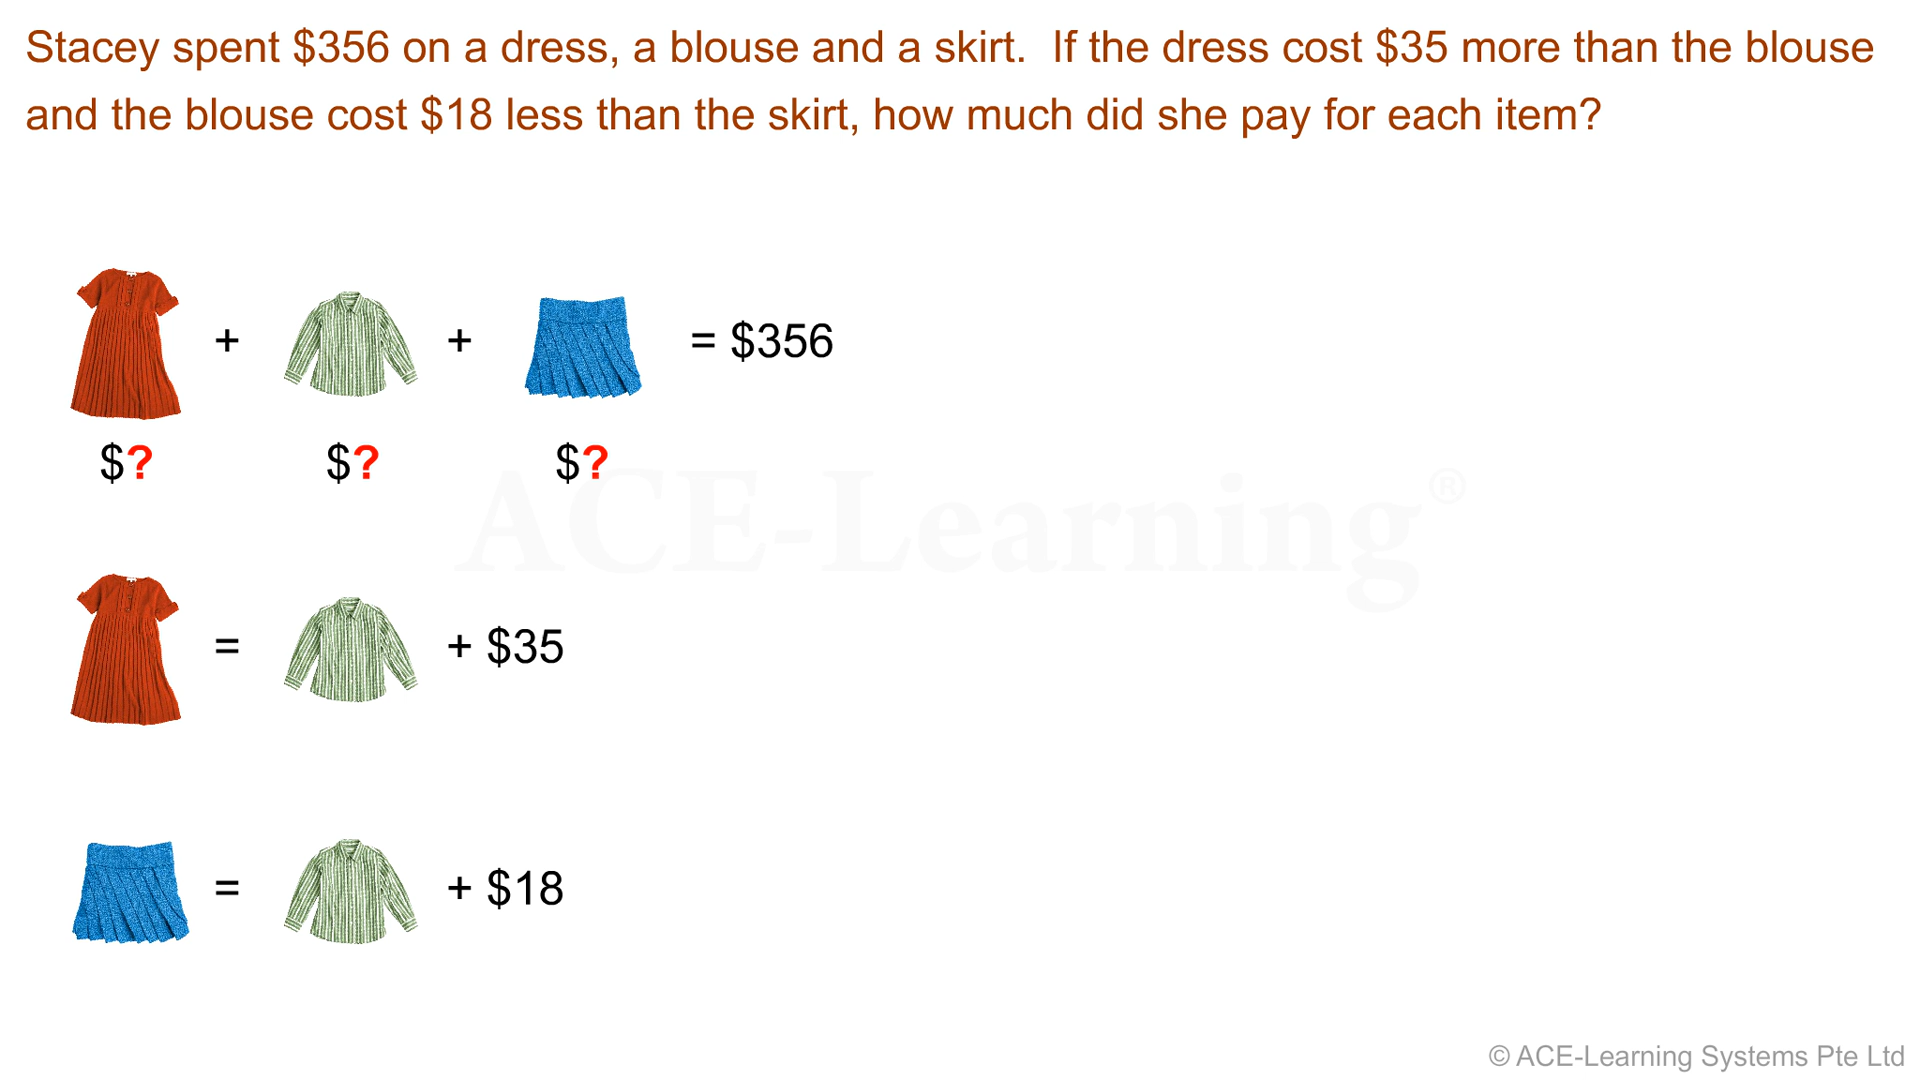 Stacey spent $356 on a dress, a blouse and a skirt. If the dress cost $35 more than the blouse
and the blouse cost $18 less than the skirt, how much did she pay for each item?
+ + = $356
$? $? $?
ACE-Learning®
= + $35
= + $18
© ACE-Learning Systems Pte Ltd